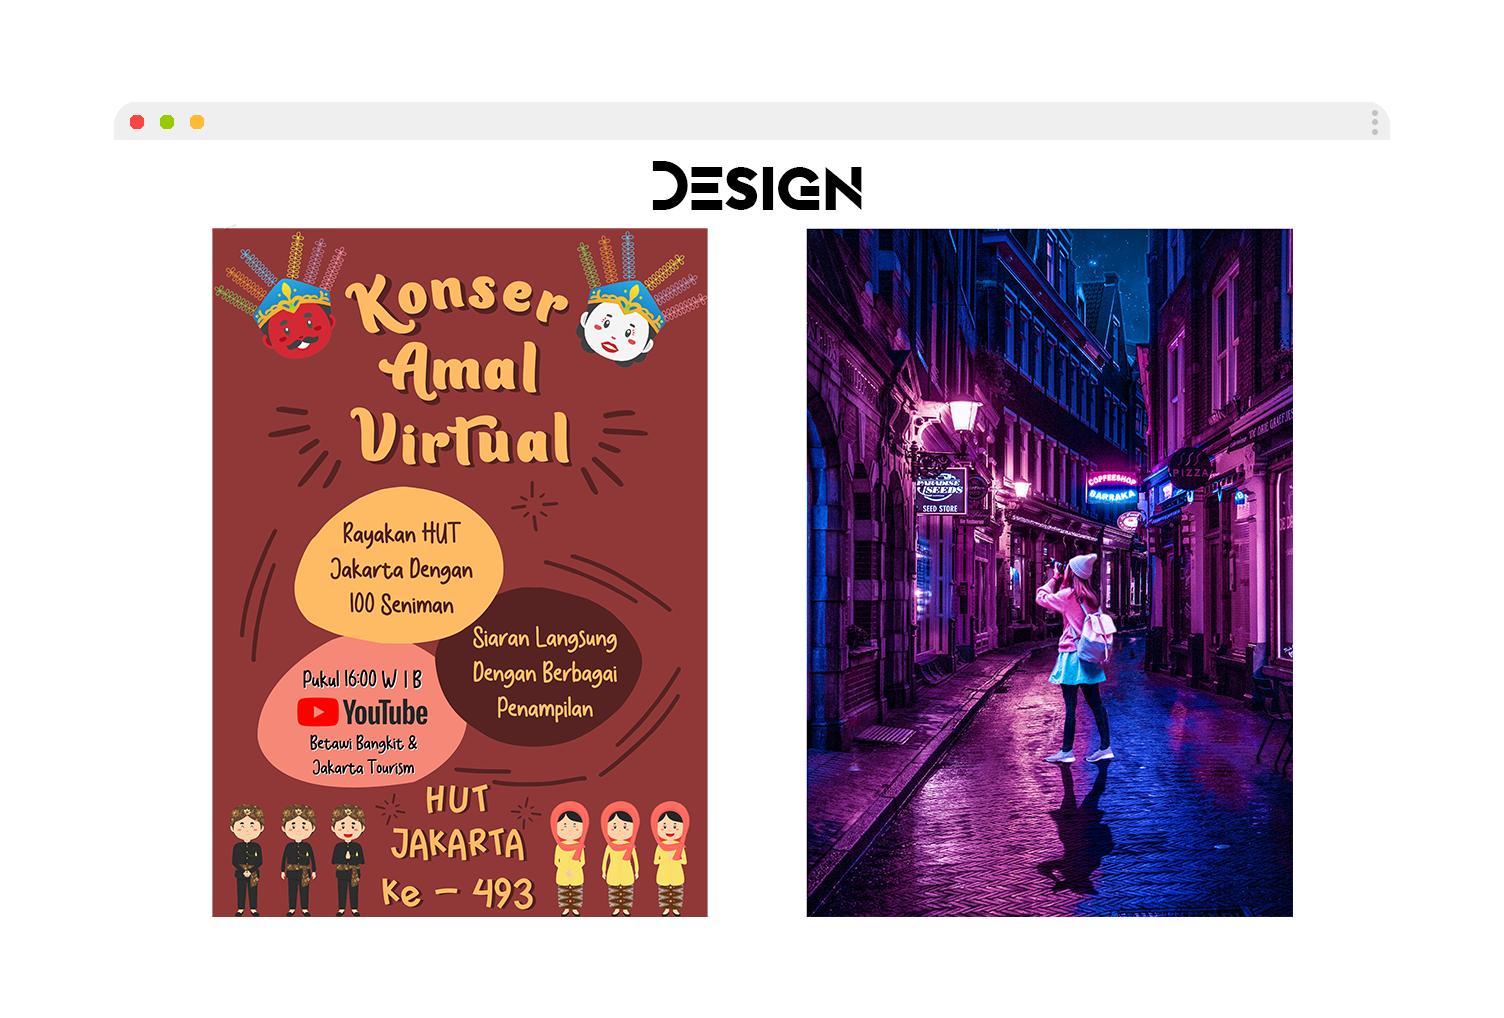 DESIGN
Konser
Amal
Virtual
Rayakan HUT
Jakarta Dengan
100 Seniman
Siaran Langsung
Dengan Berbagai
Penampilan
Pukul 16:00 W I B
YouTube
Betawi Bangkit &
Jakarta Tourism
HUT
JAKARTA
Ke - 493
PARADISE
SEEDS
SEED STORE
COFFEESHOP
BARRAKA
PIZZA